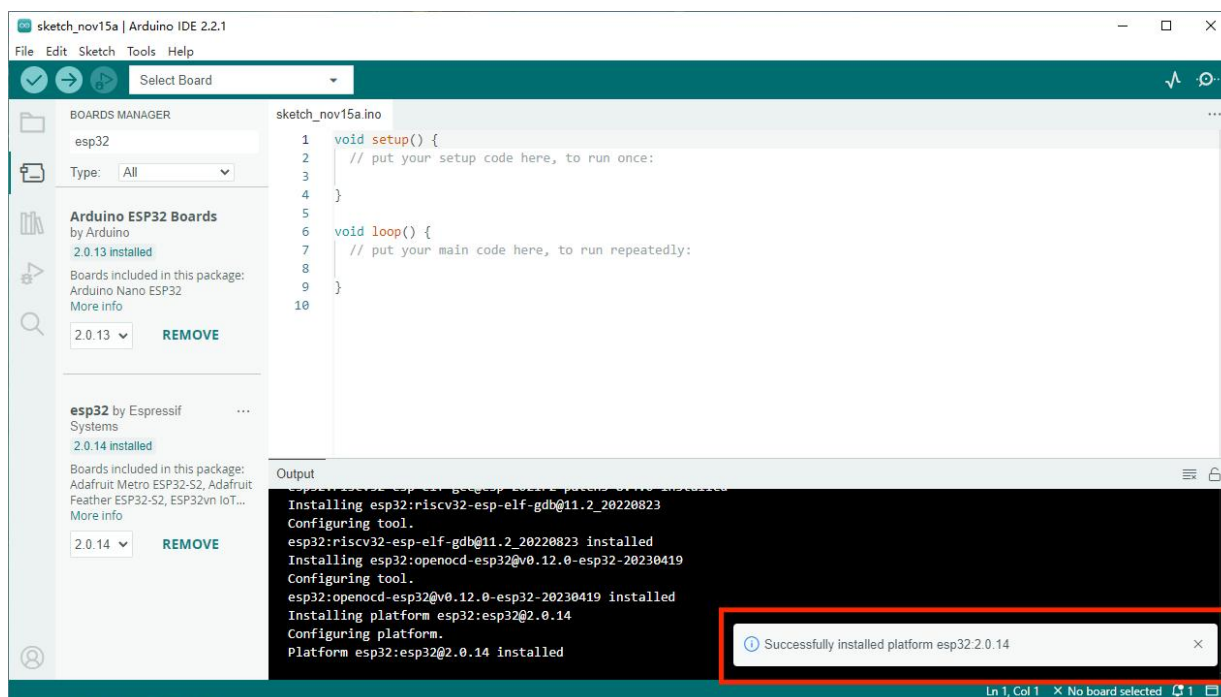 sketch_nov15a | Arduino IDE 2.2.1
File Edit Sketch Tools Help
Select Board
BOARDS MANAGER
esp32
Type: All
Arduino ESP32 Boards
by Arduino
2.0.13 installed
Boards included in this package:
Arduino Nano ESP32
More info
2.0.13 REMOVE
esp32 by Espressif
Systems
2.0.14 installed
Boards included in this package:
Adafruit Metro ESP32-S2, Adafruit
Feather ESP32-S2, ESP32vn IoT...
More info
2.0.14 REMOVE
sketch_nov15a.ino
1 void setup() {
2 // put your setup code here, to run once:
3
4 }
5
6 void loop() {
7 // put your main code here, to run repeatedly:
8
9 }
10
Output
Installing esp32:riscv32-esp-elf-gdb@11.2_20220823
Configuring tool.
esp32:riscv32-esp-elf-gdb@11.2_20220823 installed
Installing esp32:openocd-esp32@v0.12.0-esp32-20230419
Configuring tool.
esp32:openocd-esp32@v0.12.0-esp32-20230419 installed
Installing platform esp32:esp32@2.0.14
Configuring platform.
Platform esp32:esp32@2.0.14 installed
Successfully installed platform esp32:2.0.14
Ln 1, Col 1 No board selected 1